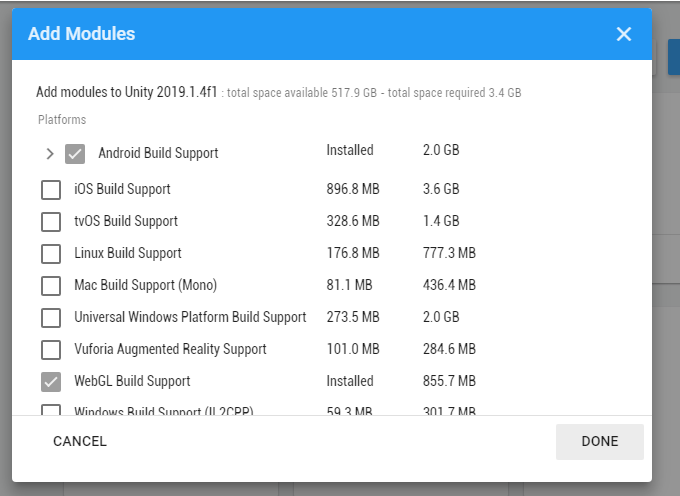 Add Modules
Add modules to Unity 2019.1.4f1 : total space available 517.9 GB - total space required 3.4 GB
Platforms
Android Build Support Installed 2.0 GB
iOS Build Support 896.8 MB 3.6 GB
tvOS Build Support 328.6 MB 1.4 GB
Linux Build Support 176.8 MB 777.3 MB
Mac Build Support (Mono) 81.1 MB 436.4 MB
Universal Windows Platform Build Support 273.5 MB 2.0 GB
Vuforia Augmented Reality Support 101.0 MB 284.6 MB
WebGL Build Support Installed 855.7 MB
Windows Build Support (IL2CPP) 59.3 MB 301.7 MB
CANCEL DONE